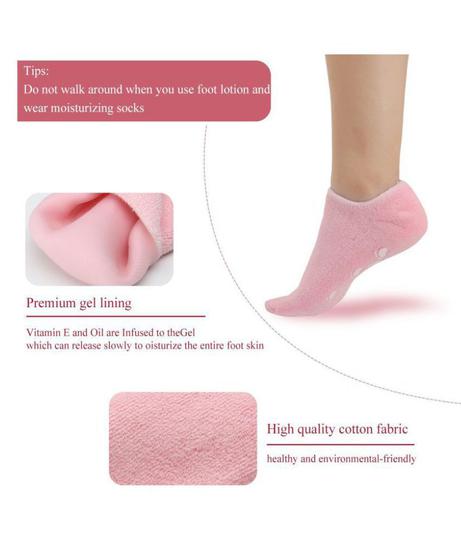 Tips:
Do not walk around when you use foot lotion and
wear moisturizing socks
Premium gel lining
Vitamin E and Oil are Infused to theGel
which can release slowly to oisturize the entire foot skin
High quality cotton fabric
healthy and environmental-friendly